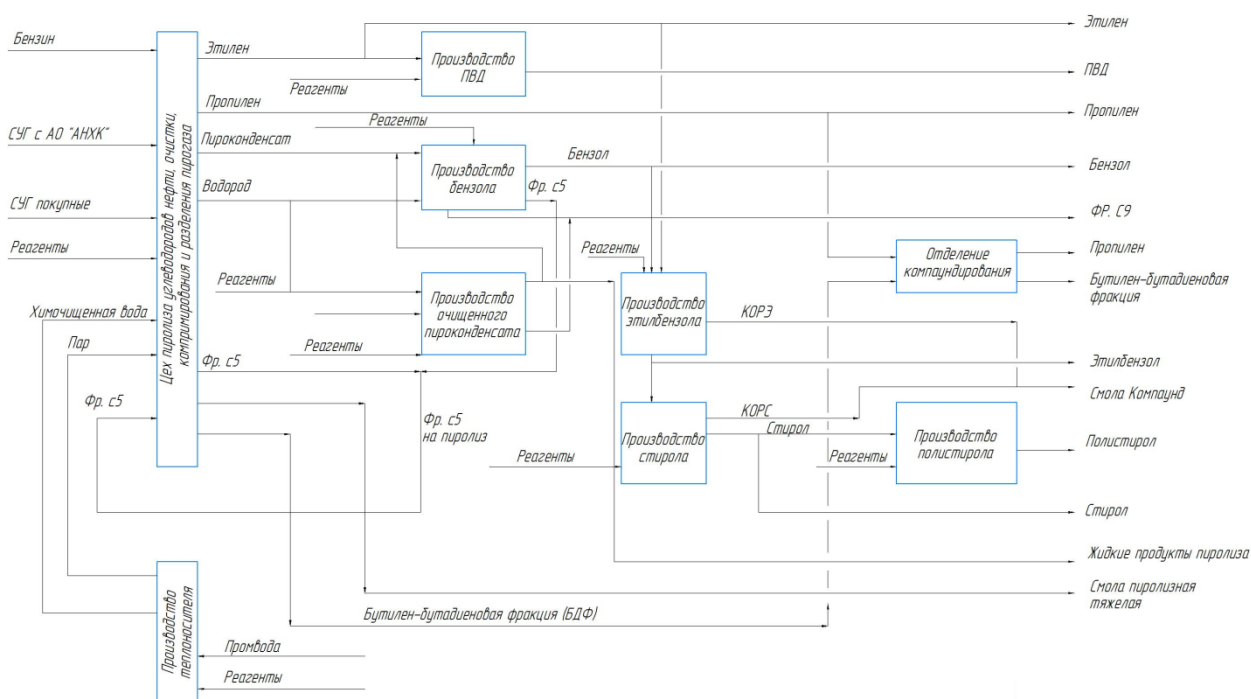 Бензин
СУГ с АО "АНХК"
СУГ покупные
Реагенты
Химочищенная вода
Пар
Фр. с5
Цех пиролиза углеводородов нефти, очистки,
компримирования и разделения пирогаза
Этилен
Реагенты
Производство
ПВД
Пропилен
Реагенты
Пироконденсат
Водород
Производство
бензола
Бензол
Фр. с5
Реагенты
Производство
очищенного
пироконденсата
Реагенты
Фр. с5
Фр. с5
на пиролиз
Реагенты
Производство
этилбензола
КОРЭ
Отделение
компаундирования
КОРС
Стирол
Реагенты
Производство
стирола
Реагенты
Производство
полистирола
Бутилен-бутадиеновая фракция (БДФ)
Производство
теплоносителя
Промвода
Реагенты
Этилен
ПВД
Пропилен
Бензол
ФР. С9
Пропилен
Бутилен-бутадиеновая
фракция
Этилбензол
Смола Компаунд
Полистирол
Стирол
Жидкие продукты пиролиза
Смола пиролизная
тяжелая